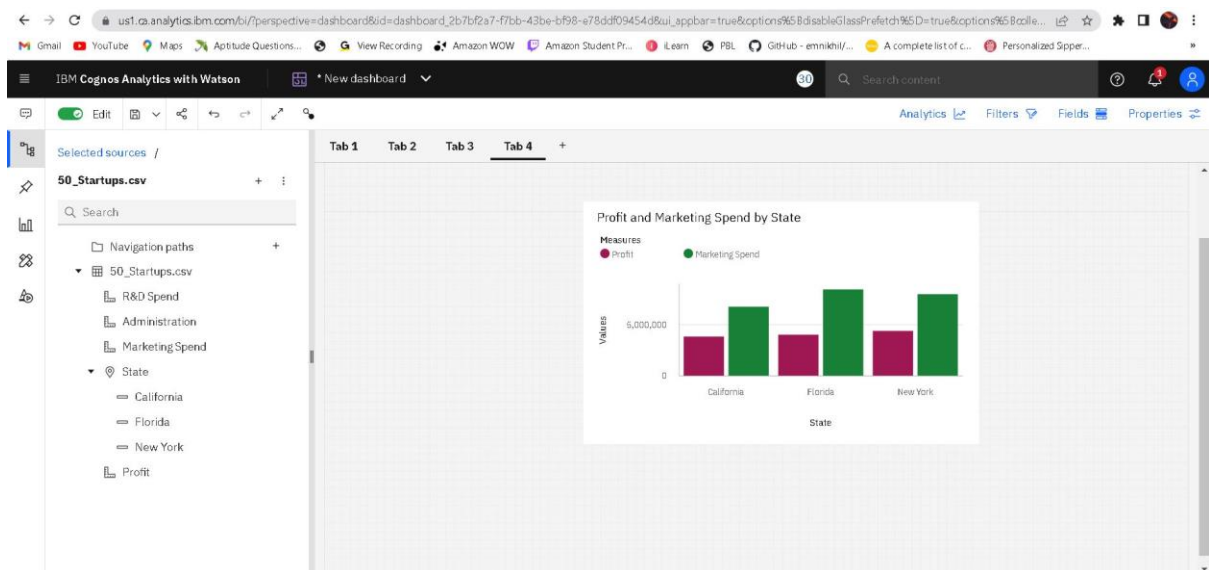 us1.ca.analytics.ibm.com/bi/?perspective=dashboard&id=dashboard_2b7bf2a7-f7bb-43be-bf98-e78ddf09454d&ui_appbar=true&options%5BdisableGlassPrefetch%5D=true&options%5Bcolle...
Gmail YouTube Maps Aptitude Questions... View Recording Amazon WOW Amazon Student Pr... iLearn PBL GitHub - emnikhil/... A complete list of c... Personalized Sipper... »
IBM Cognos Analytics with Watson * New dashboard 30 Search content
Edit Analytics Filters Fields Properties
Selected sources / Tab 1 Tab 2 Tab 3 Tab 4 +
50_Startups.csv
Search
Navigation paths
50_Startups.csv
R&D Spend
Administration
Marketing Spend
State
California
Florida
New York
Profit
Profit and Marketing Spend by State
Measures
Profit Marketing Spend
Values
6,000,000
0
California Florida New York
State